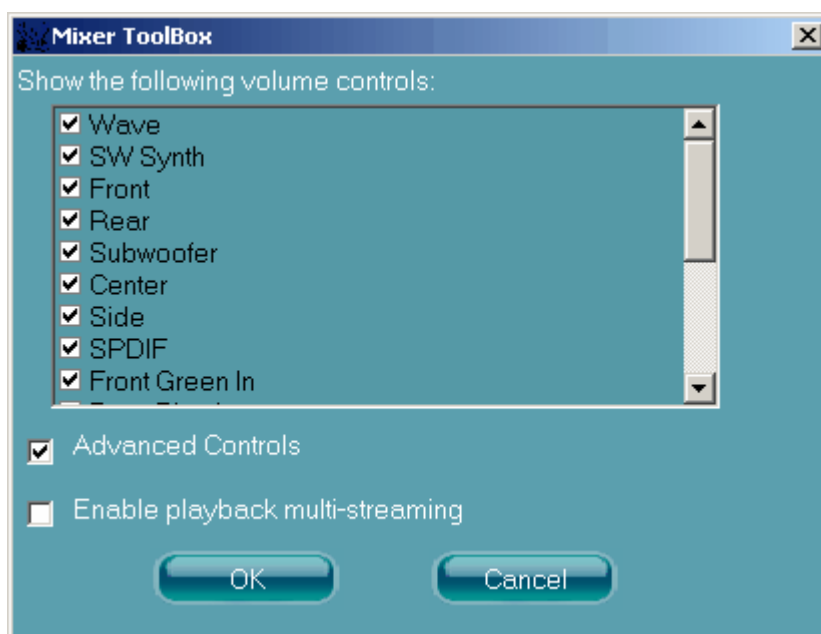 Mixer ToolBox
Show the following volume controls:
Wave
SW Synth
Front
Rear
Subwoofer
Center
Side
SPDIF
Front Green In
Advanced Controls
Enable playback multi-streaming
OK
Cancel